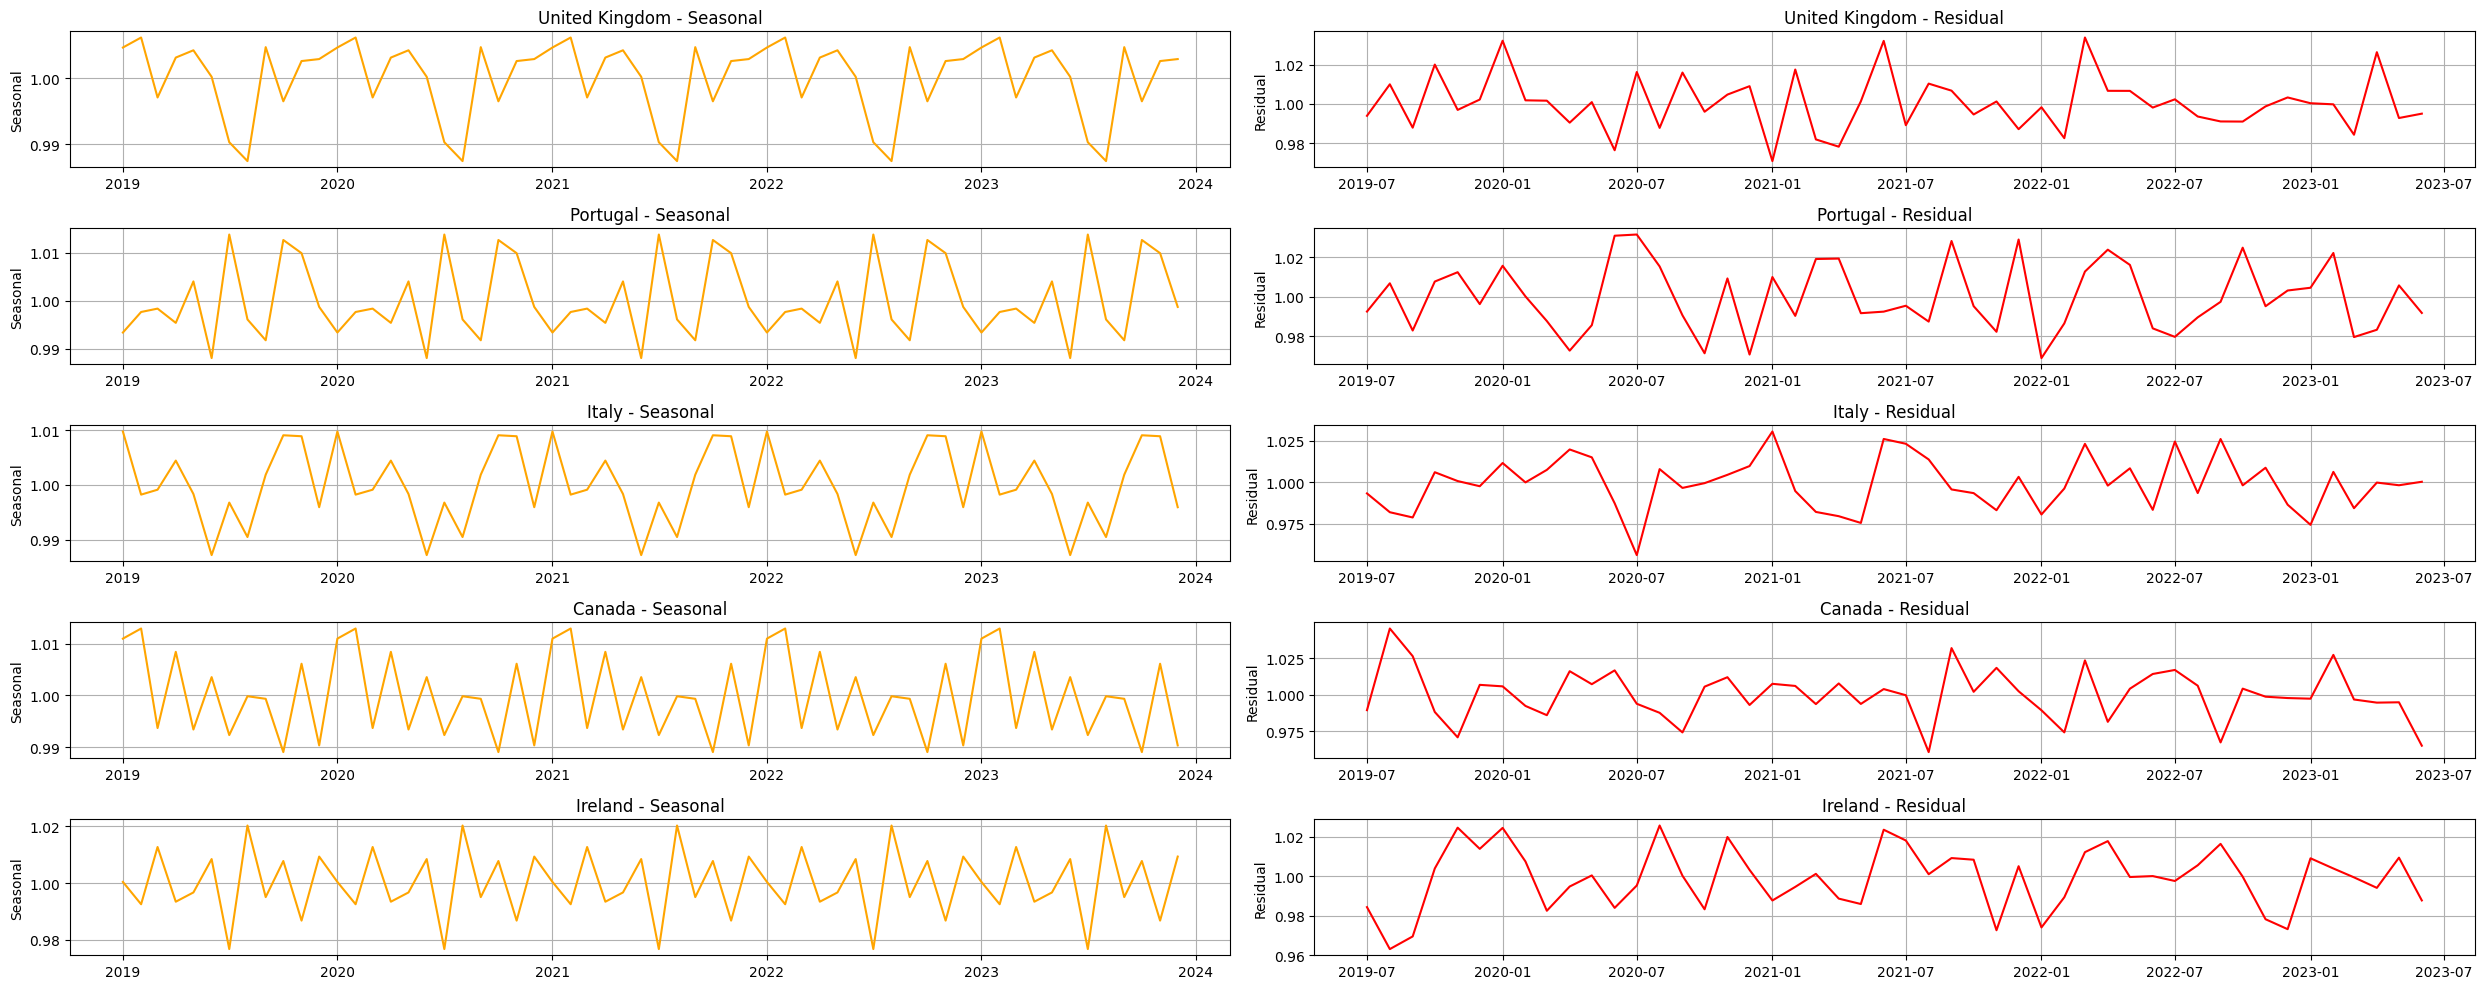 United Kingdom - Seasonal
Seasonal
1.00
0.99
2019 2020 2021 2022 2023 2024
United Kingdom - Residual
Residual
1.02
1.00
0.98
2019-07 2020-01 2020-07 2021-01 2021-07 2022-01 2022-07 2023-01 2023-07
Portugal - Seasonal
Seasonal
1.01
1.00
0.99
2019 2020 2021 2022 2023 2024
Portugal - Residual
Residual
1.02
1.00
0.98
2019-07 2020-01 2020-07 2021-01 2021-07 2022-01 2022-07 2023-01 2023-07
Italy - Seasonal
Seasonal
1.01
1.00
0.99
2019 2020 2021 2022 2023 2024
Italy - Residual
Residual
1.025
1.000
0.975
2019-07 2020-01 2020-07 2021-01 2021-07 2022-01 2022-07 2023-01 2023-07
Canada - Seasonal
Seasonal
1.01
1.00
0.99
2019 2020 2021 2022 2023 2024
Canada - Residual
Residual
1.025
1.000
0.975
2019-07 2020-01 2020-07 2021-01 2021-07 2022-01 2022-07 2023-01 2023-07
Ireland - Seasonal
Seasonal
1.02
1.00
0.98
2019 2020 2021 2022 2023 2024
Ireland - Residual
Residual
1.02
1.00
0.98
0.96
2019-07 2020-01 2020-07 2021-01 2021-07 2022-01 2022-07 2023-01 2023-07